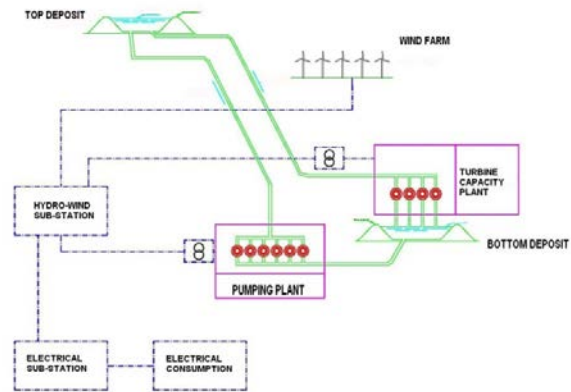 TOP DEPOSIT
WIND FARM
TURBINE
CAPACITY
PLANT
HYDRO-WIND
SUB-STATION
BOTTOM DEPOSIT
PUMPING PLANT
ELECTRICAL
SUB-STATION
ELECTRICAL
CONSUMPTION